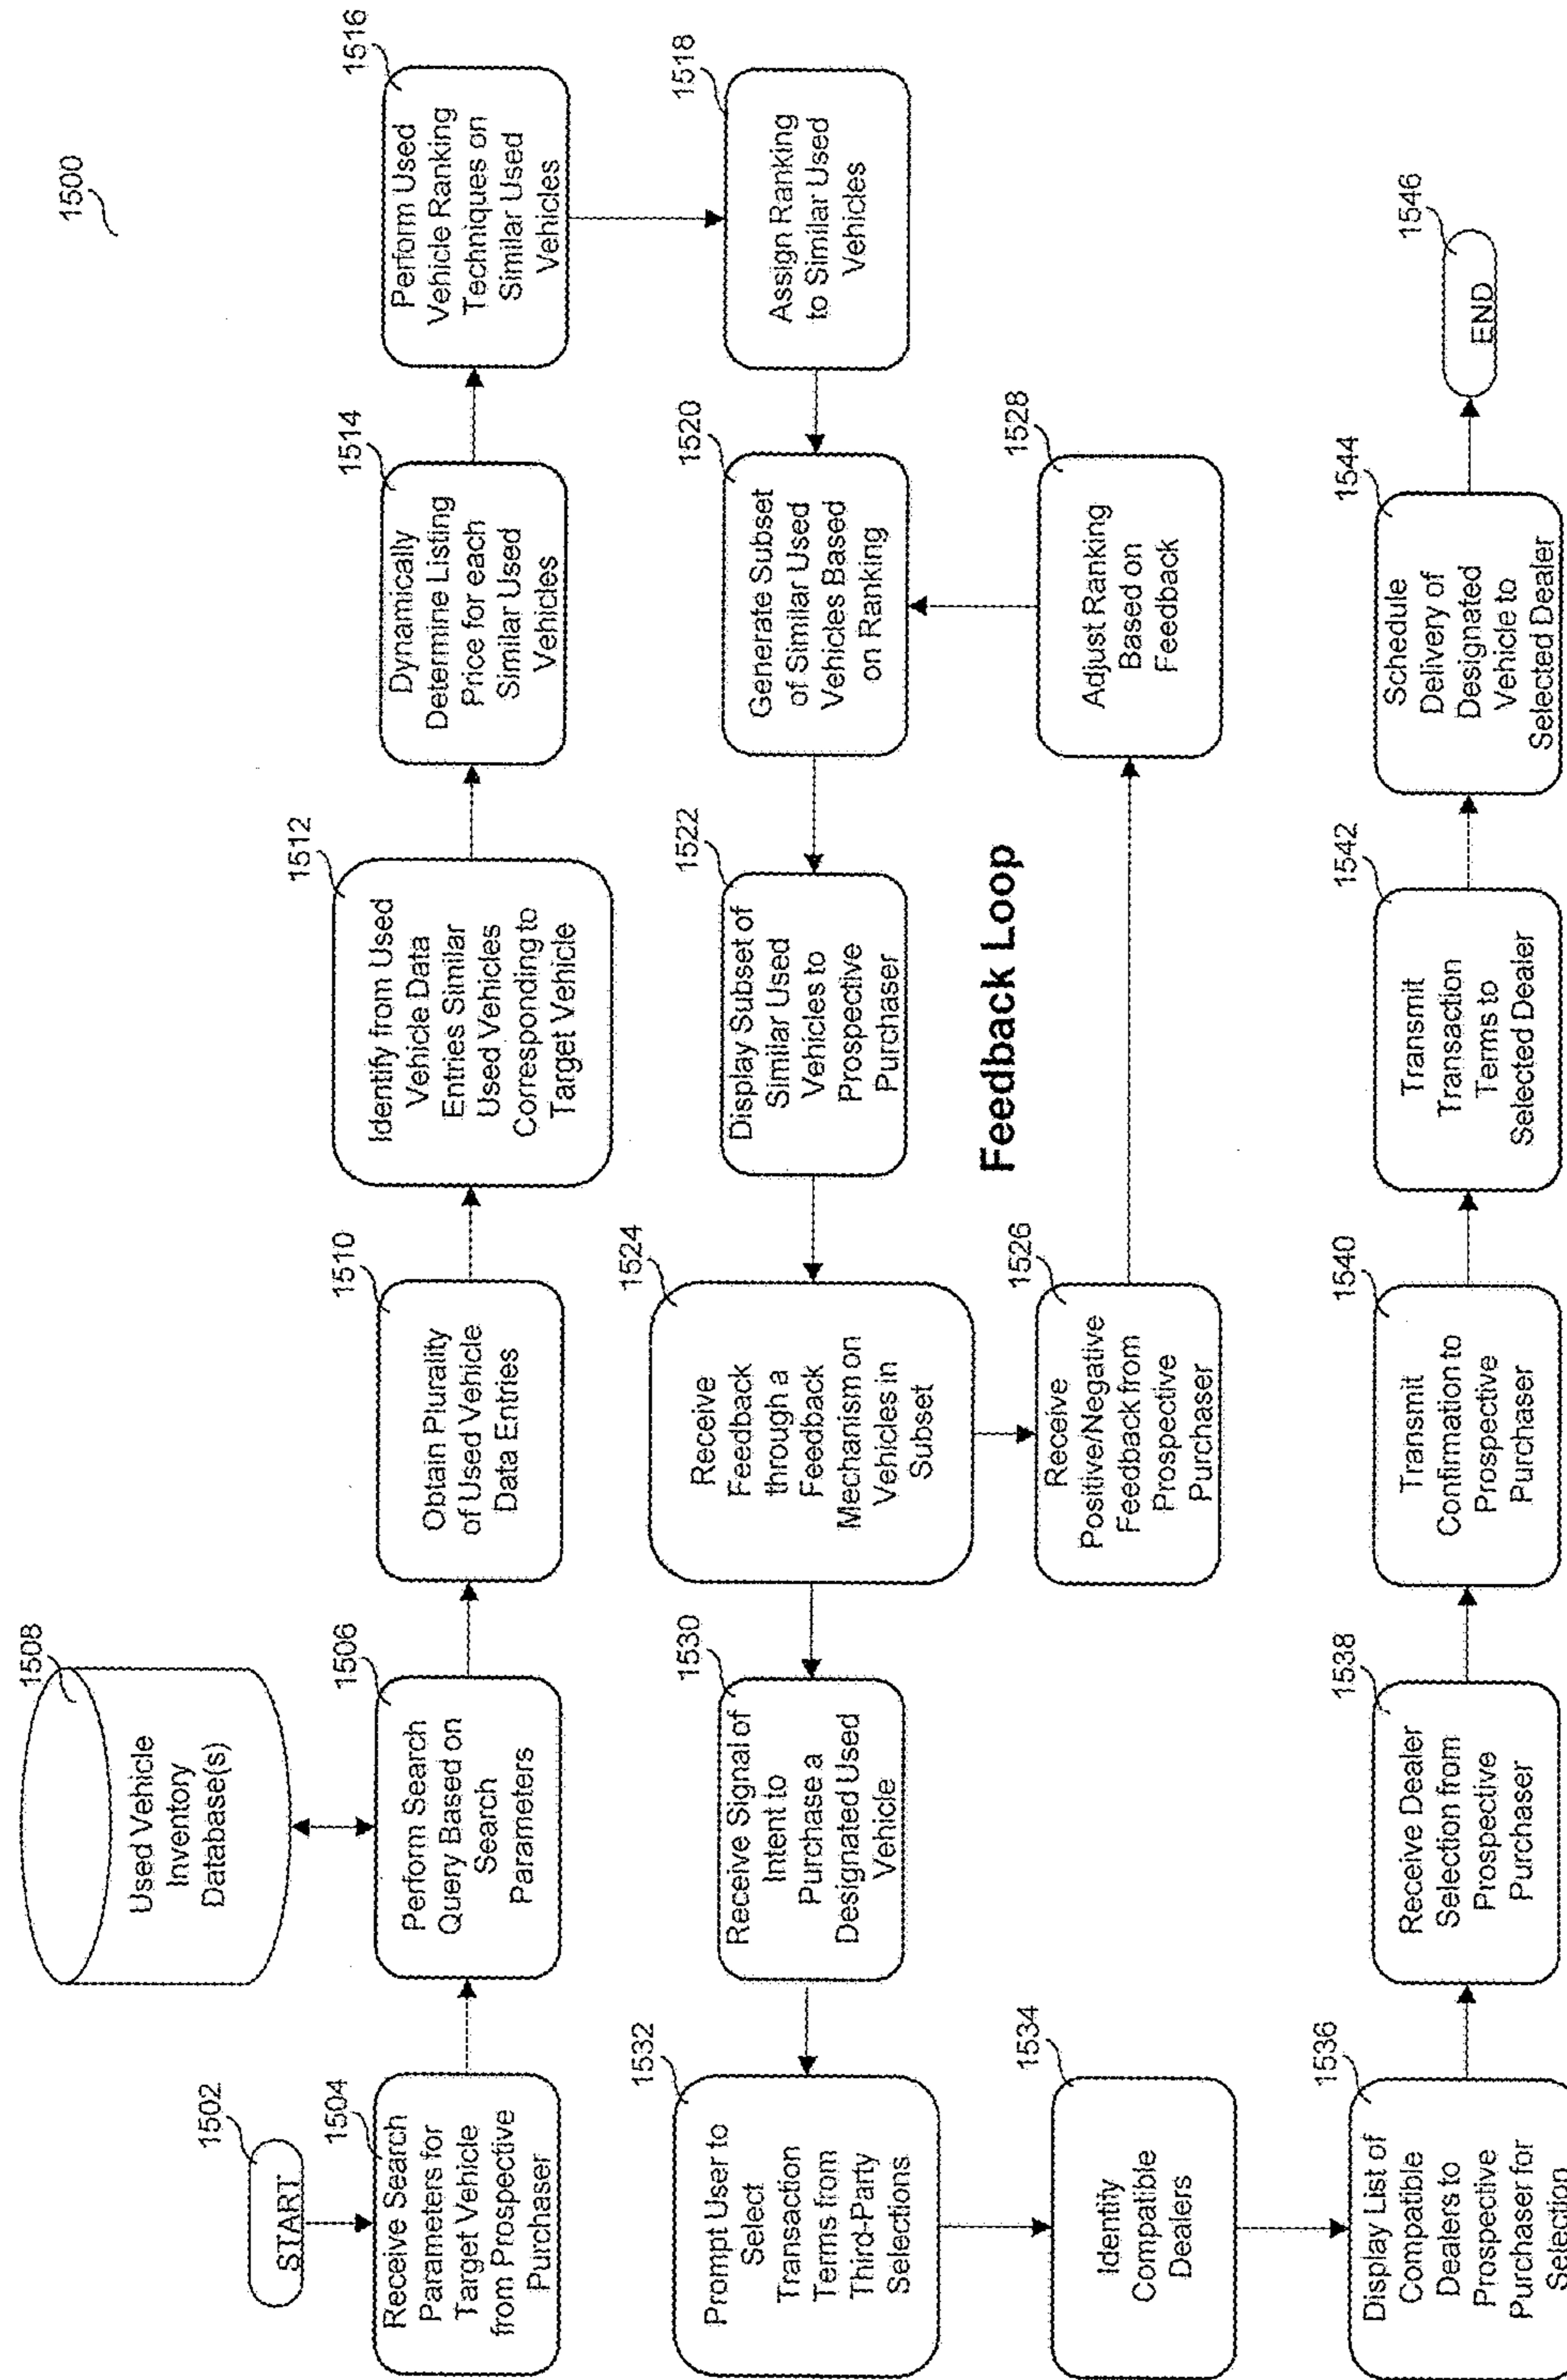 1500
1502
START
1504
Receive Search
Parameters for
Target Vehicle
from Prospective
Purchaser
1508
Used Vehicle
Inventory
Database(s)
1506
Perform Search
Query Based on
Search
Parameters
1510
Obtain Plurality
of Used Vehicle
Data Entries
1512
Identify from Used
Vehicle Data
Entries Similar
Used Vehicles
Corresponding to
Target Vehicle
1514
Dynamically
Determine Listing
Price for each
Similar Used
Vehicles
1516
Perform Used
Vehicle Ranking
Techniques on
Similar Used
Vehicles
1518
Assign Ranking
to Similar Used
Vehicles
1520
Generate Subset
of Similar Used
Vehicles Based
on Ranking
1522
Display Subset of
Similar Used
Vehicles to
Prospective
Purchaser
1524
Receive
Feedback
through a
Feedback
Mechanism on
Vehicles in
Subset
1526
Receive
Positive/Negative
Feedback from
Prospective
Purchaser
Feedback Loop
1528
Adjust Ranking
Based on
Feedback
1530
Receive Signal of
Intent to
Purchase a
Designated Used
Vehicle
1532
Prompt User to
Select
Transaction
Terms from
Third-Party
Selections
1534
Identify
Compatible
Dealers
1536
Display List of
Compatible
Dealers to
Prospective
Purchaser for
Selection
1538
Receive Dealer
Selection from
Prospective
Purchaser
1540
Transmit
Confirmation to
Prospective
Purchaser
1542
Transmit
Transaction
Terms to
Selected Dealer
1544
Schedule
Delivery of
Designated
Vehicle to
Selected Dealer
1546
END